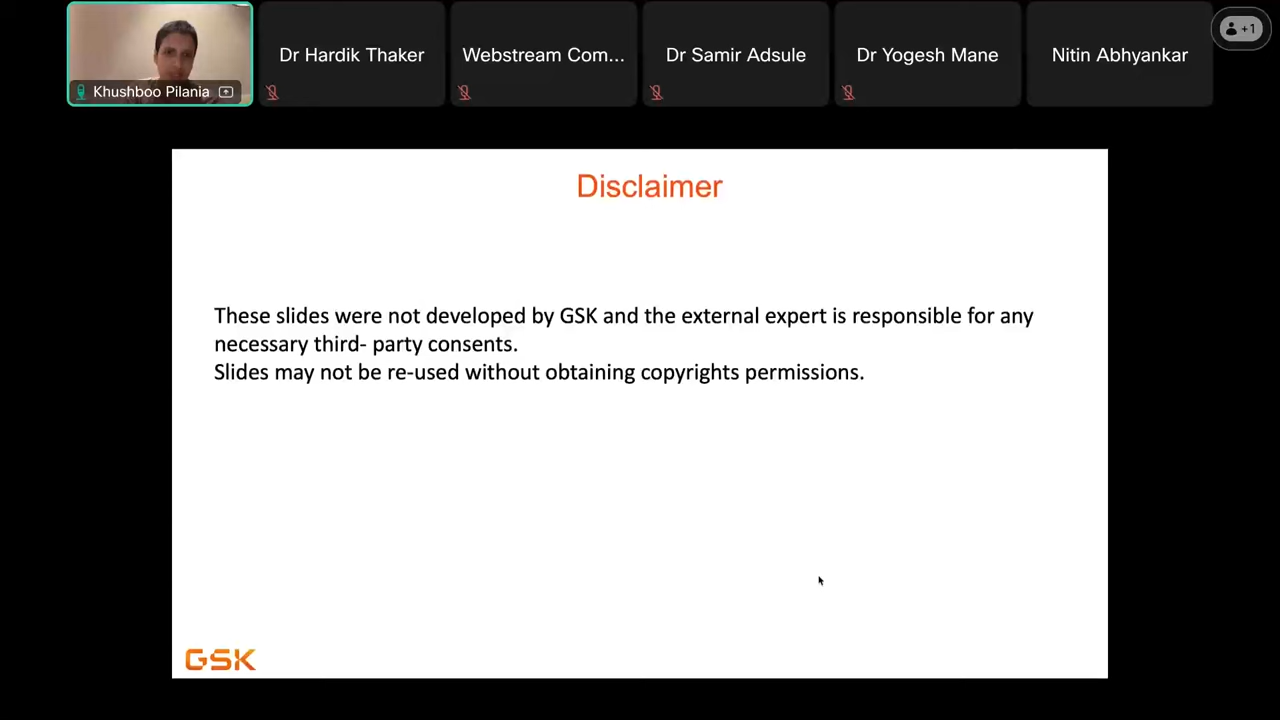 Khushboo Pilania
Dr Hardik Thaker
Webstream Com...
Dr Samir Adsule
Dr Yogesh Mane
Nitin Abhyankar
+1
Disclaimer
These slides were not developed by GSK and the external expert is responsible for any
necessary third- party consents.
Slides may not be re-used without obtaining copyrights permissions.
GSK